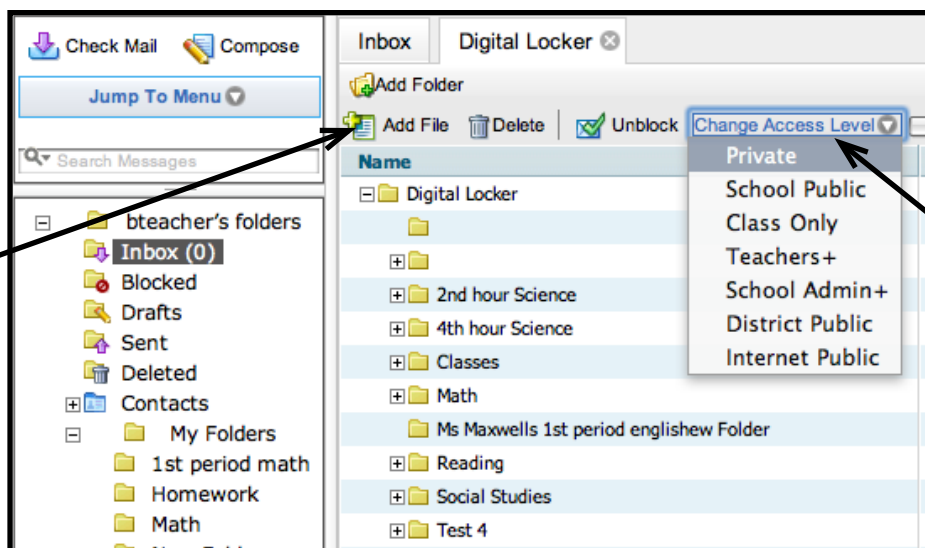 Check Mail Compose
Jump To Menu
Search Messages
bteacher's folders
Inbox (0)
Blocked
Drafts
Sent
Deleted
Contacts
My Folders
1st period math
Homework
Math
Inbox Digital Locker
Add Folder
Add File Delete Unblock Change Access Level
Private
School Public
Class Only
Teachers+
School Admin+
District Public
Internet Public
Name
Digital Locker
2nd hour Science
4th hour Science
Classes
Math
Ms Maxwells 1st period englishew Folder
Reading
Social Studies
Test 4